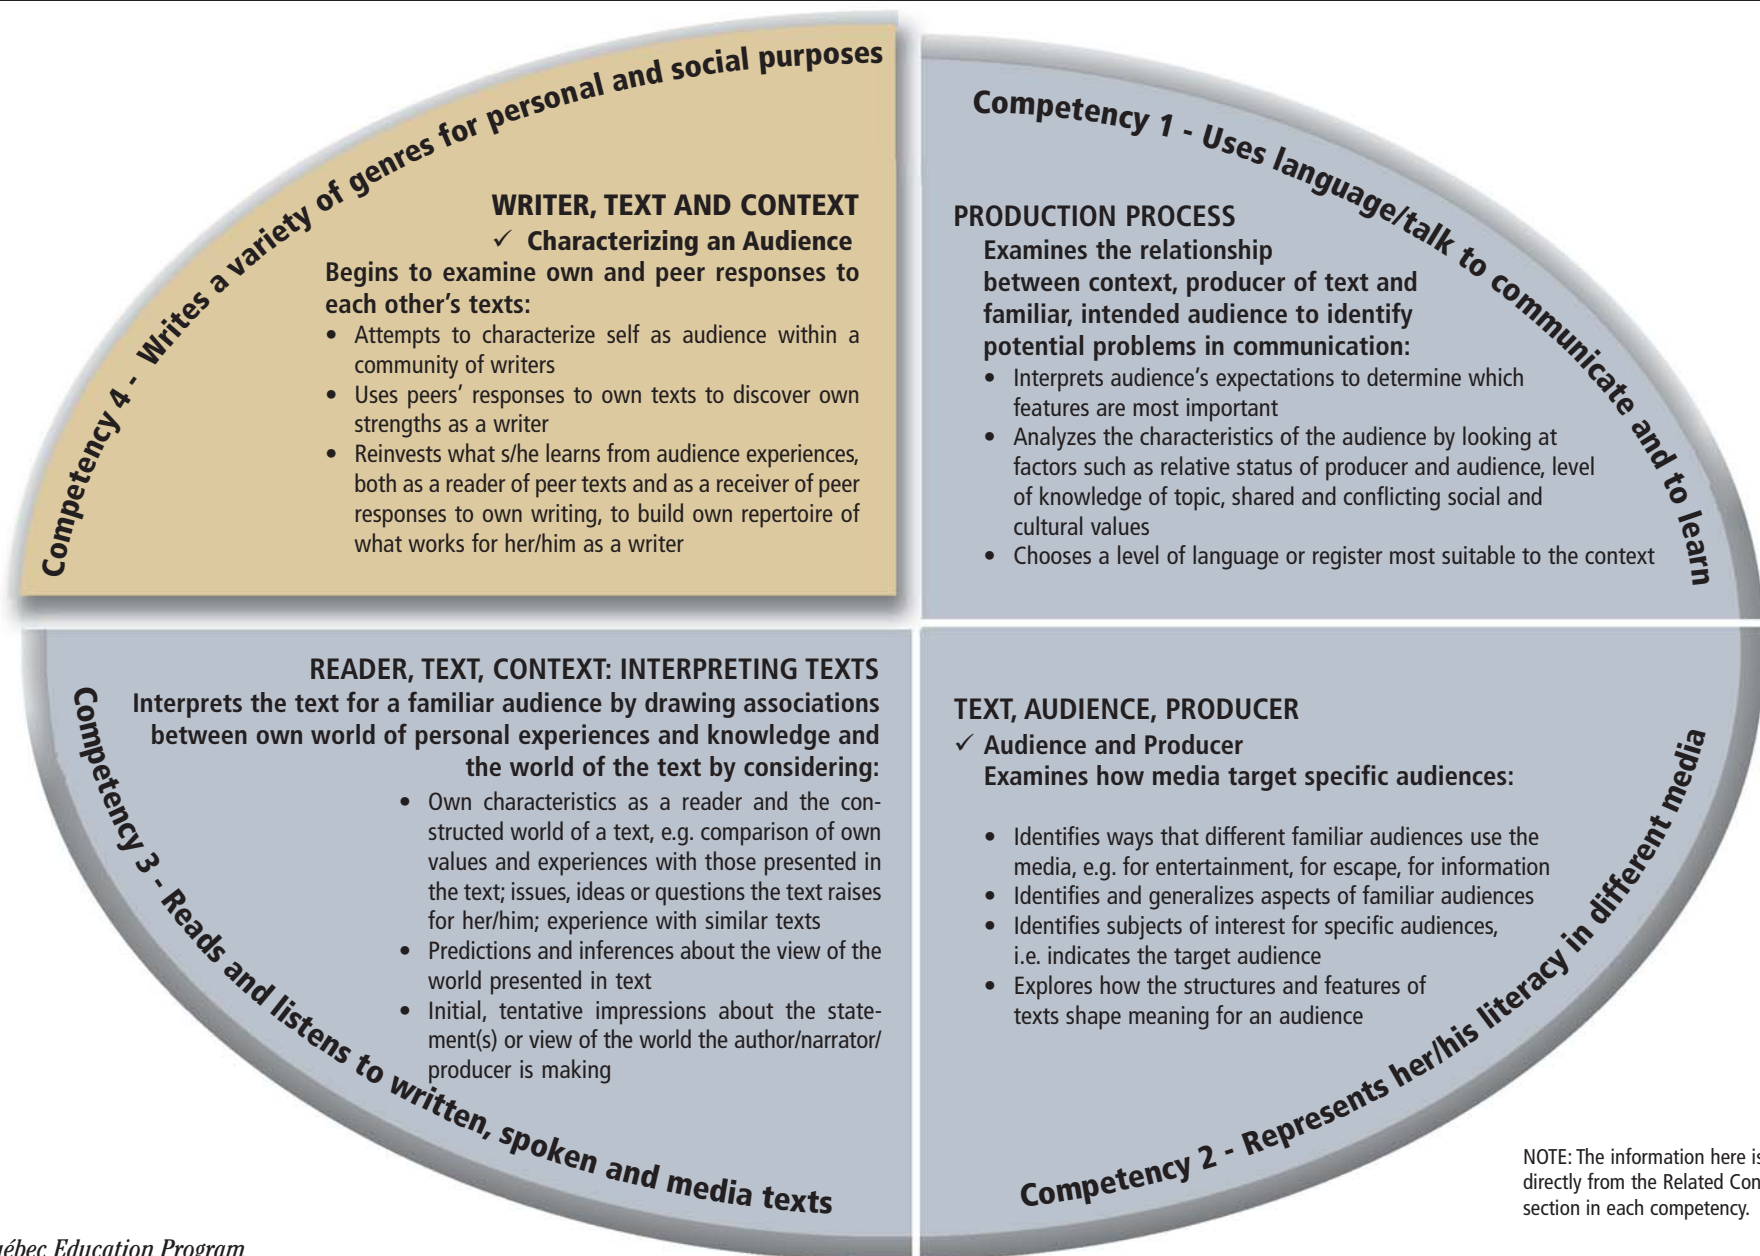 Competency 4 - Writes a variety of genres for personal and social purposes
WRITER, TEXT AND CONTEXT
✓ Characterizing an Audience
Begins to examine own and peer responses to
each other's texts:
• Attempts to characterize self as audience within a
community of writers
• Uses peers' responses to own texts to discover own
strengths as a writer
• Reinvests what s/he learns from audience experiences,
both as a reader of peer texts and as a receiver of peer
responses to own writing, to build own repertoire of
what works for her/him as a writer
Competency 1 - Uses language/talk to communicate and to learn
PRODUCTION PROCESS
Examines the relationship
between context, producer of text and
familiar, intended audience to identify
potential problems in communication:
• Interprets audience's expectations to determine which
features are most important
• Analyzes the characteristics of the audience by looking at
factors such as relative status of producer and audience, level
of knowledge of topic, shared and conflicting social and
cultural values
• Chooses a level of language or register most suitable to the context
Competency 3 - Reads and listens to written, spoken and media texts
READER, TEXT, CONTEXT: INTERPRETING TEXTS
Interprets the text for a familiar audience by drawing associations
between own world of personal experiences and knowledge and
the world of the text by considering:
• Own characteristics as a reader and the con-
structed world of a text, e.g. comparison of own
values and experiences with those presented in
the text; issues, ideas or questions the text raises
for her/him; experience with similar texts
• Predictions and inferences about the view of the
world presented in text
• Initial, tentative impressions about the state-
ment(s) or view of the world the author/narrator/
producer is making
Competency 2 - Represents her/his literacy in different media
TEXT, AUDIENCE, PRODUCER
✓ Audience and Producer
Examines how media target specific audiences:
• Identifies ways that different familiar audiences use the
media, e.g. for entertainment, for escape, for information
• Identifies and generalizes aspects of familiar audiences
• Identifies subjects of interest for specific audiences,
i.e. indicates the target audience
• Explores how the structures and features of
texts shape meaning for an audience
NOTE: The information here is
directly from the Related
section in each competency.
Education Program